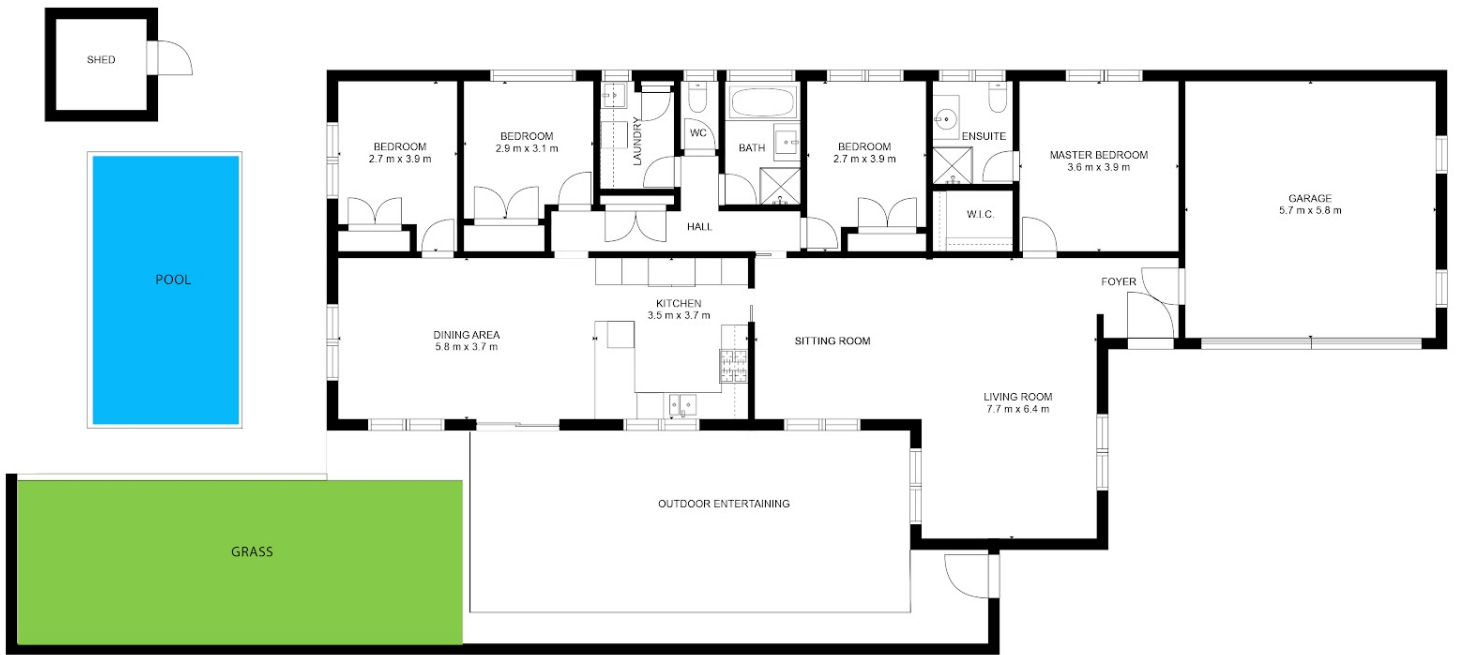 SHED
BEDROOM
2.7 m x 3.9 m
BEDROOM
2.9 m x 3.1 m
LAUNDRY
WC
BATH
BEDROOM
2.7 m x 3.9 m
ENSUITE
MASTER BEDROOM
3.6 m x 3.9 m
GARAGE
5.7 m x 5.8 m
W.I.C.
HALL
POOL
FOYER
KITCHEN
3.5 m x 3.7 m
DINING AREA
5.8 m x 3.7 m
SITTING ROOM
LIVING ROOM
7.7 m x 6.4 m
OUTDOOR ENTERTAINING
GRASS